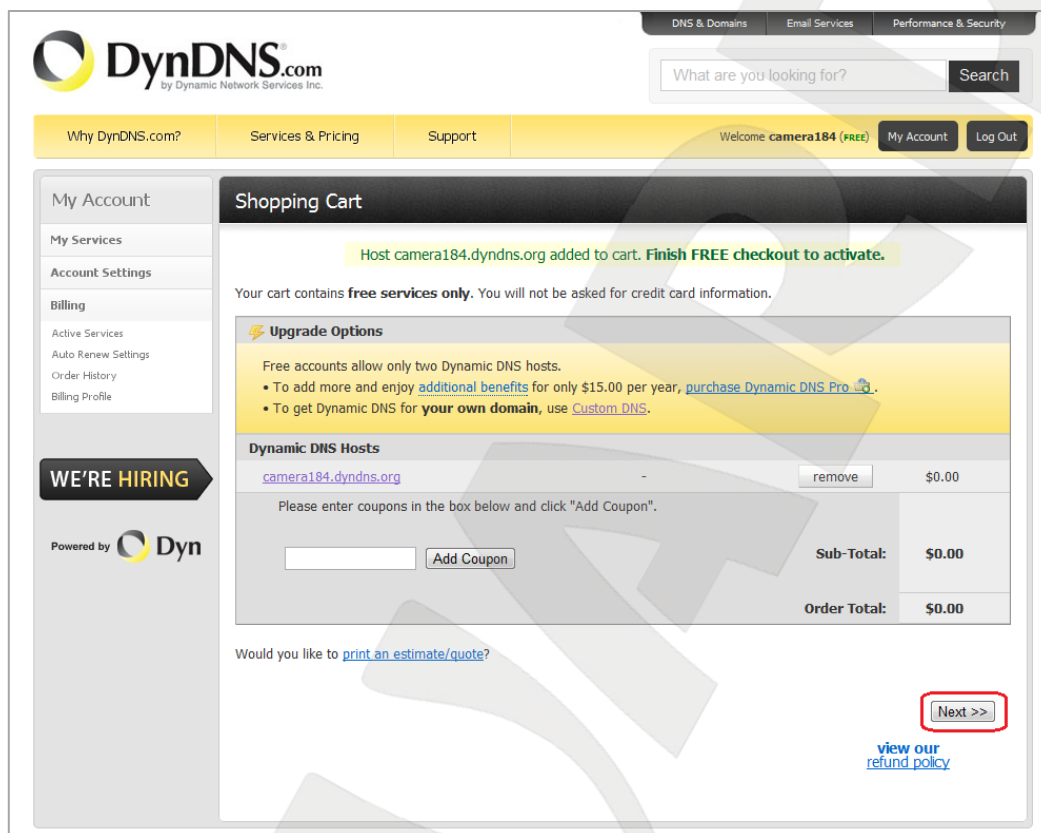 DNS & Domains Email Services Performance & Security
DynDNS.com
by Dynamic Network Services Inc.
What are you looking for? Search
Why DynDNS.com? Services & Pricing Support Welcome camera184 (FREE) My Account Log Out
My Account
My Services
Account Settings
Billing
Active Services
Auto Renew Settings
Order History
Billing Profile
WE'RE HIRING
Powered by Dyn
Shopping Cart
Host camera184.dyndns.org added to cart. Finish FREE checkout to activate.
Your cart contains free services only. You will not be asked for credit card information.
Upgrade Options
Free accounts allow only two Dynamic DNS hosts.
• To add more and enjoy additional benefits for only $15.00 per year, purchase Dynamic DNS Pro .
• To get Dynamic DNS for your own domain, use Custom DNS.
Dynamic DNS Hosts
camera184.dyndns.org - remove $0.00
Please enter coupons in the box below and click "Add Coupon".
Add Coupon Sub-Total: $0.00
Order Total: $0.00
Would you like to print an estimate/quote?
Next >>
view our
refund policy